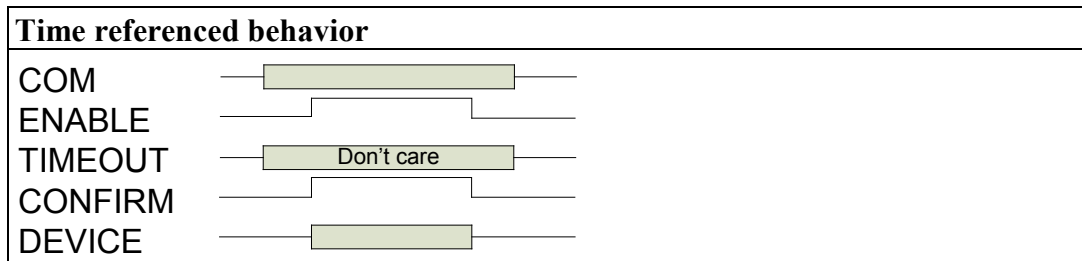 Time referenced behavior
COM
ENABLE
TIMEOUT Don't care
CONFIRM
DEVICE